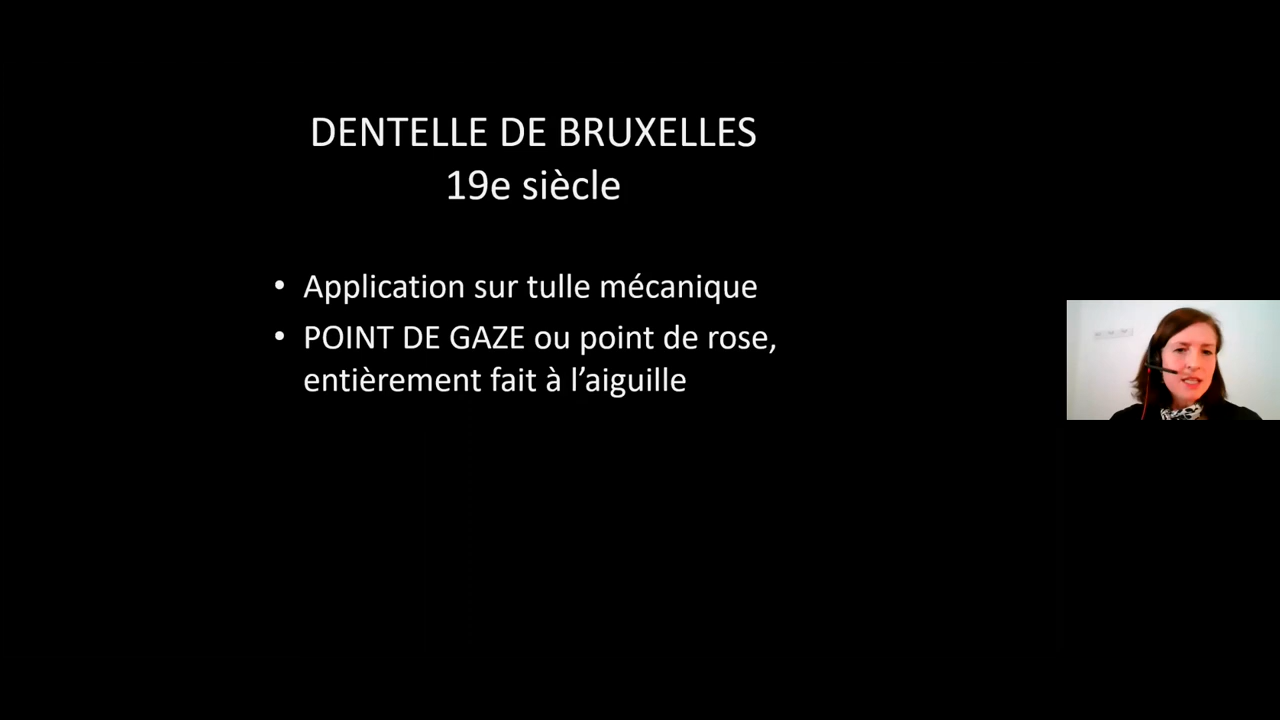 DENTELLE DE BRUXELLES
19e siècle
• Application sur tulle mécanique
• POINT DE GAZE ou point de rose,
entièrement fait à l’aiguille